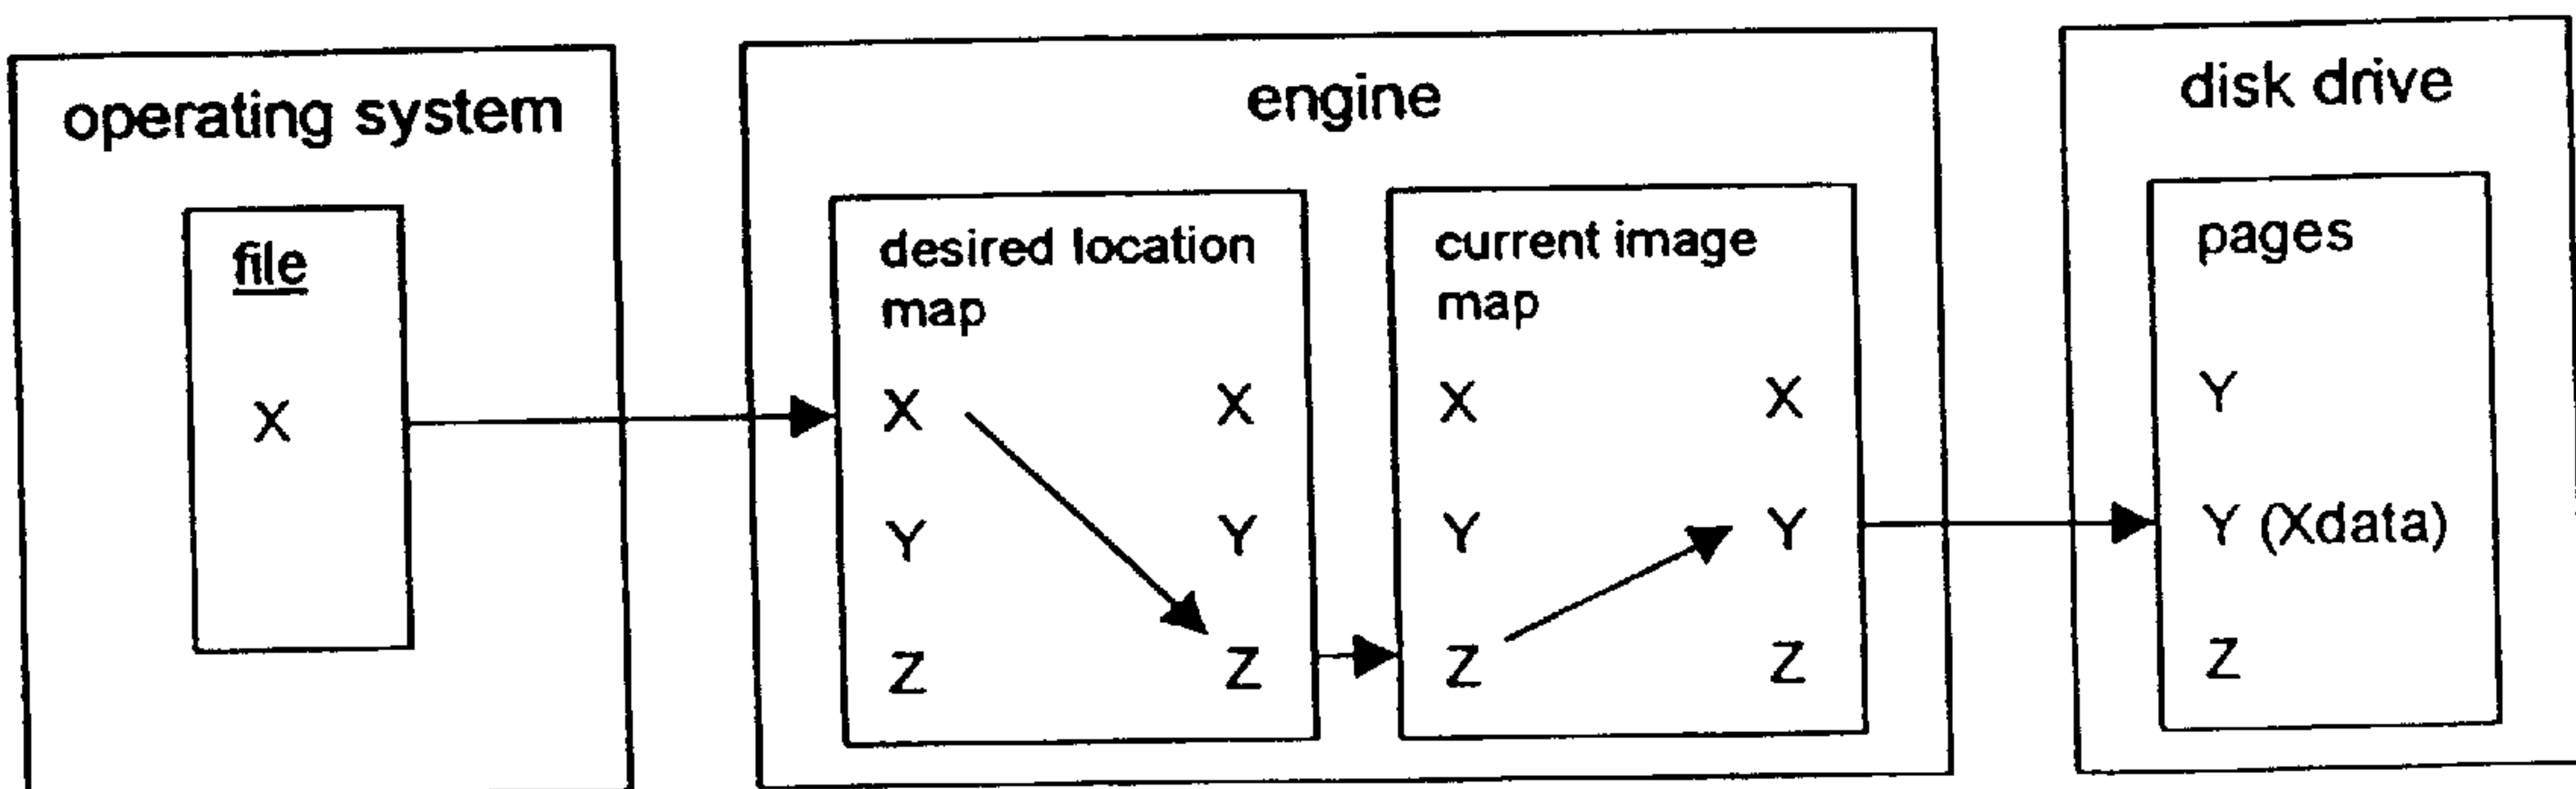 operating system
file
X
engine
desired location
map
X X
Y Y
Z Z
current image
map
X X
Y Y
Z Z
disk drive
pages
Y
Y (Xdata)
Z